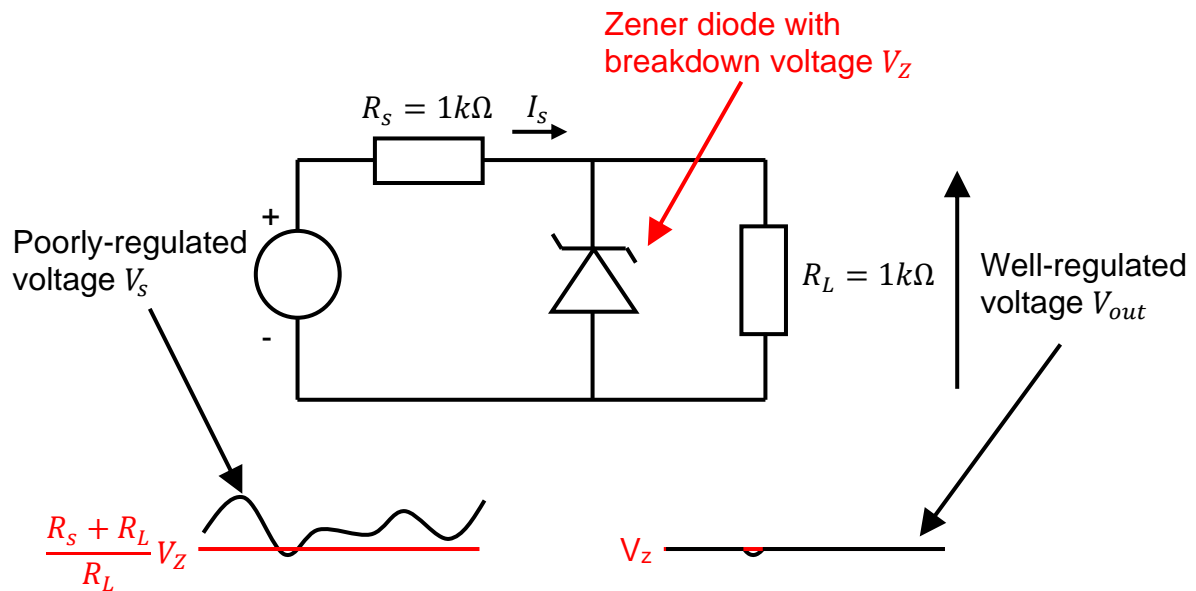 Zener diode with
breakdown voltage V_Z
R_s = 1kΩ
I_s
+
-
Poorly-regulated
voltage V_s
R_L = 1kΩ
Well-regulated
voltage V_out
(R_s + R_L)/R_L V_Z
V_z